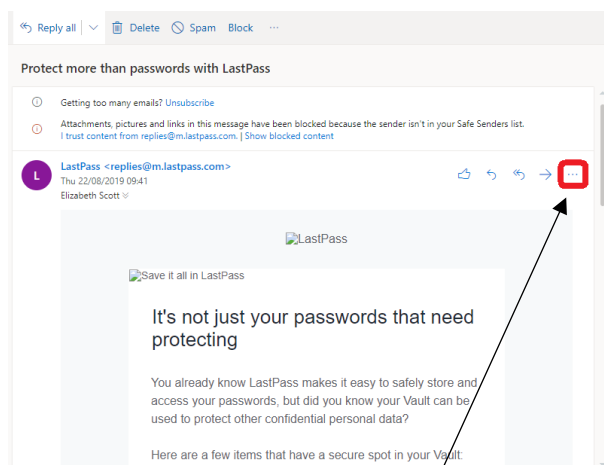 Reply all Delete Spam Block ...
Protect more than passwords with LastPass
Getting too many emails? Unsubscribe
Attachments, pictures and links in this message have been blocked because the sender isn't in your Safe Senders list.
I trust content from replies@m.lastpass.com. | Show blocked content
L
LastPass <replies@m.lastpass.com>
Thu 22/08/2019 09:41
Elizabeth Scott
...
LastPass
Save it all in LastPass
It's not just your passwords that need
protecting
You already know LastPass makes it easy to safely store and
access your passwords, but did you know your Vault can be
used to protect other confidential personal data?
Here are a few items that have a secure spot in your Vault: